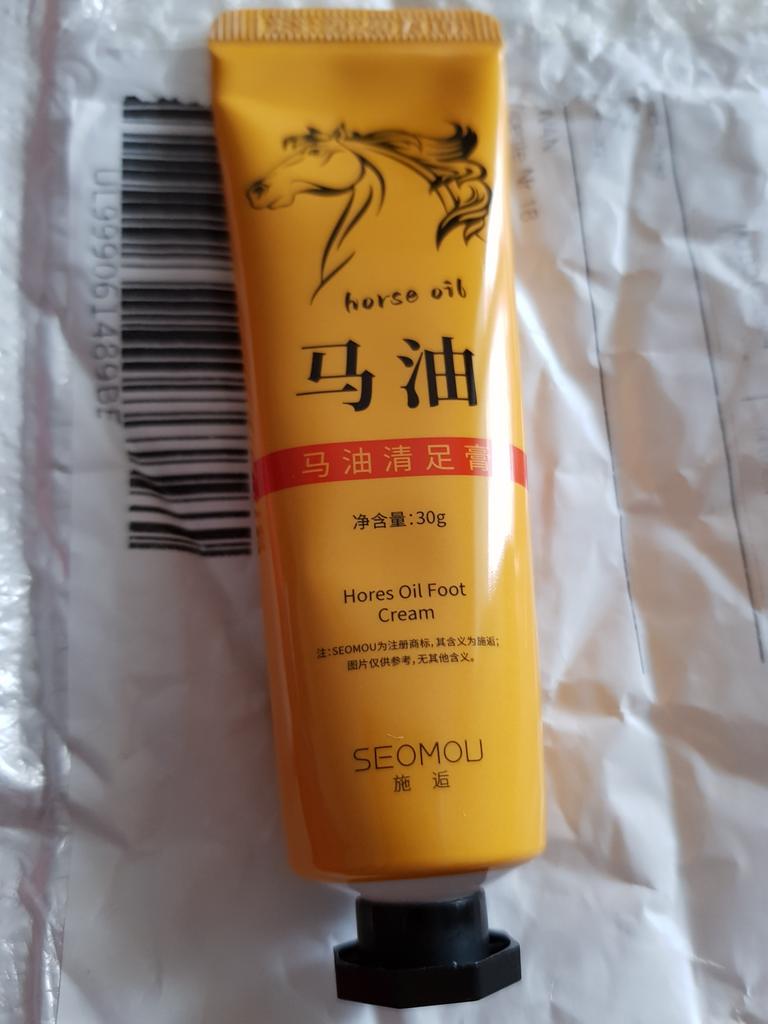 horse oil
马油
马油清足膏
净含量:30g
Hores Oil Foot
Cream
注:SEOMOU为注册商标,其含义为施逅;
图片仅供参考,无其他含义。
SEOMOU
施逅
UL999061489BE